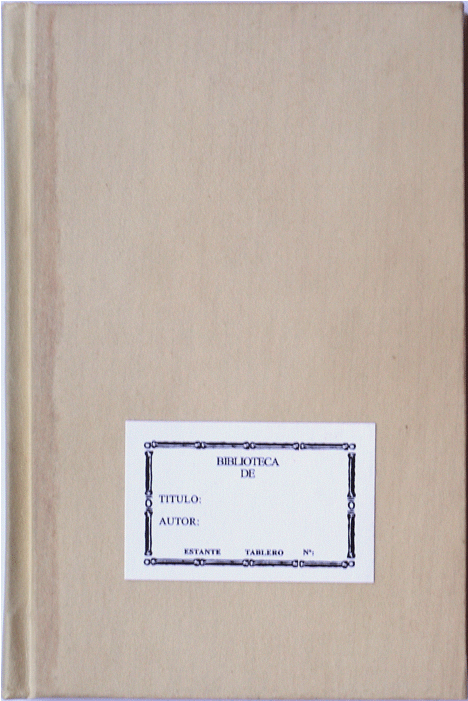 BIBLIOTECA
DE
TITULO:
AUTOR:
ESTANTE TABLERO Nº: